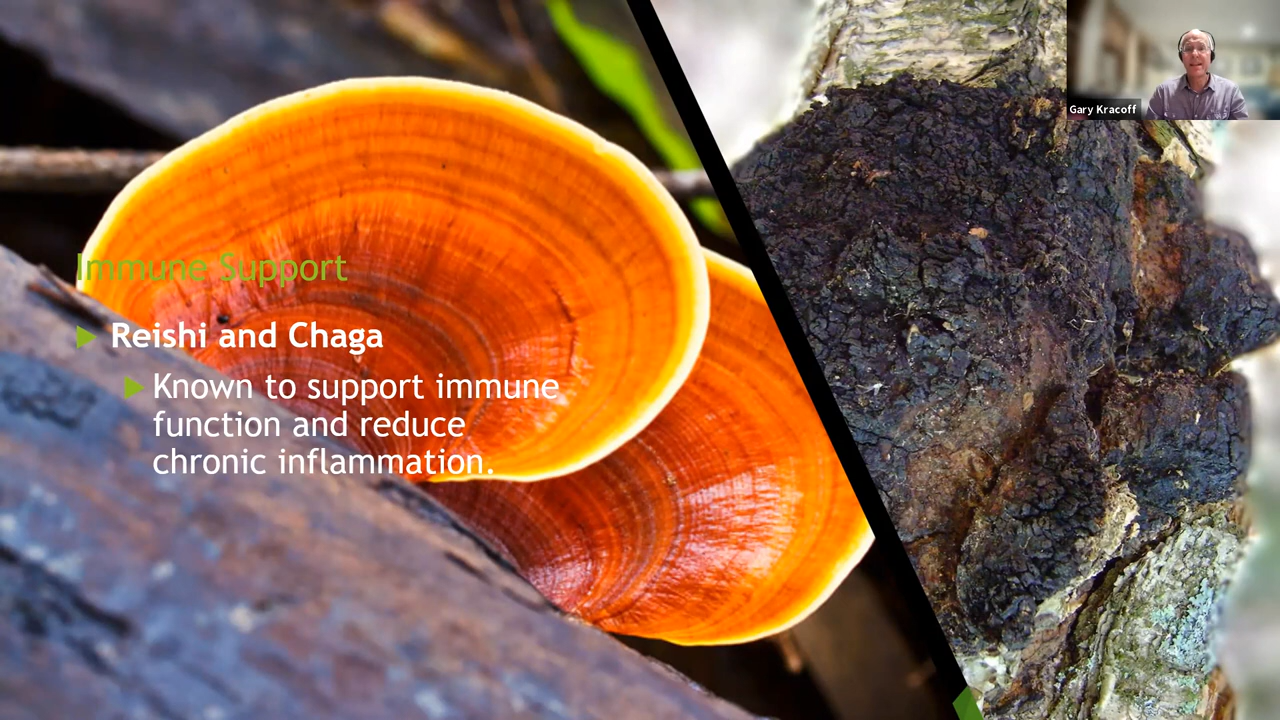 Gary Kracoff
Immune Support
Reishi and Chaga
Known to support immune
function and reduce
chronic inflammation.